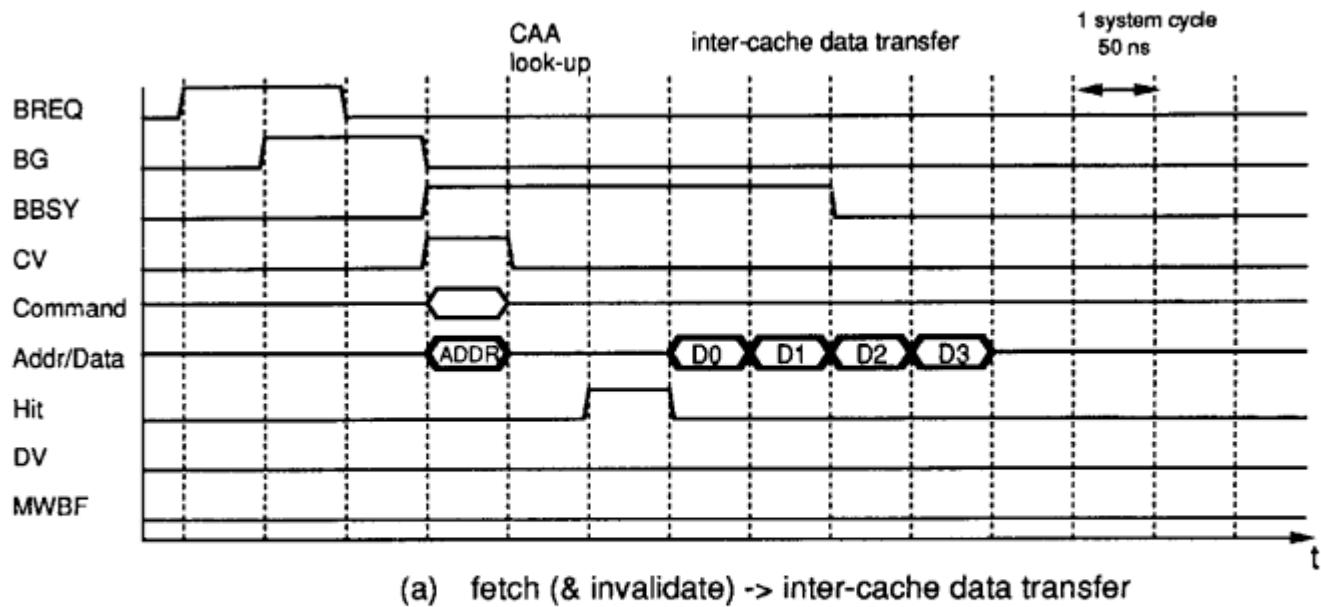 CAA
look-up
inter-cache data transfer
1 system cycle
50 ns
BREQ
BG
BBSY
CV
Command
Addr/Data
ADDR
D0
D1
D2
D3
Hit
DV
MWBF
t
(a) fetch (& invalidate) -> inter-cache data transfer